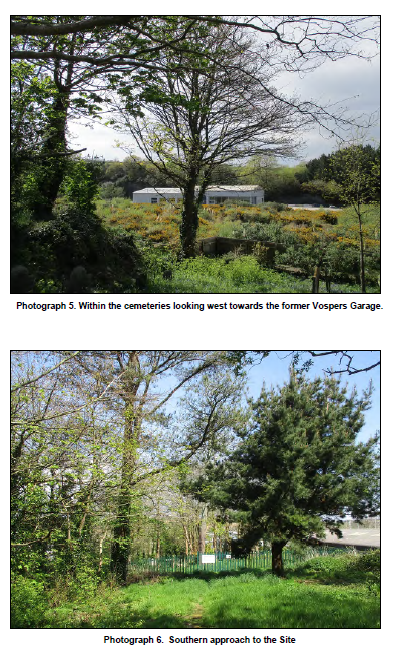 Photograph 5. Within the cemeteries looking west towards the former Vospers Garage.
Photograph 6. Southern approach to the Site